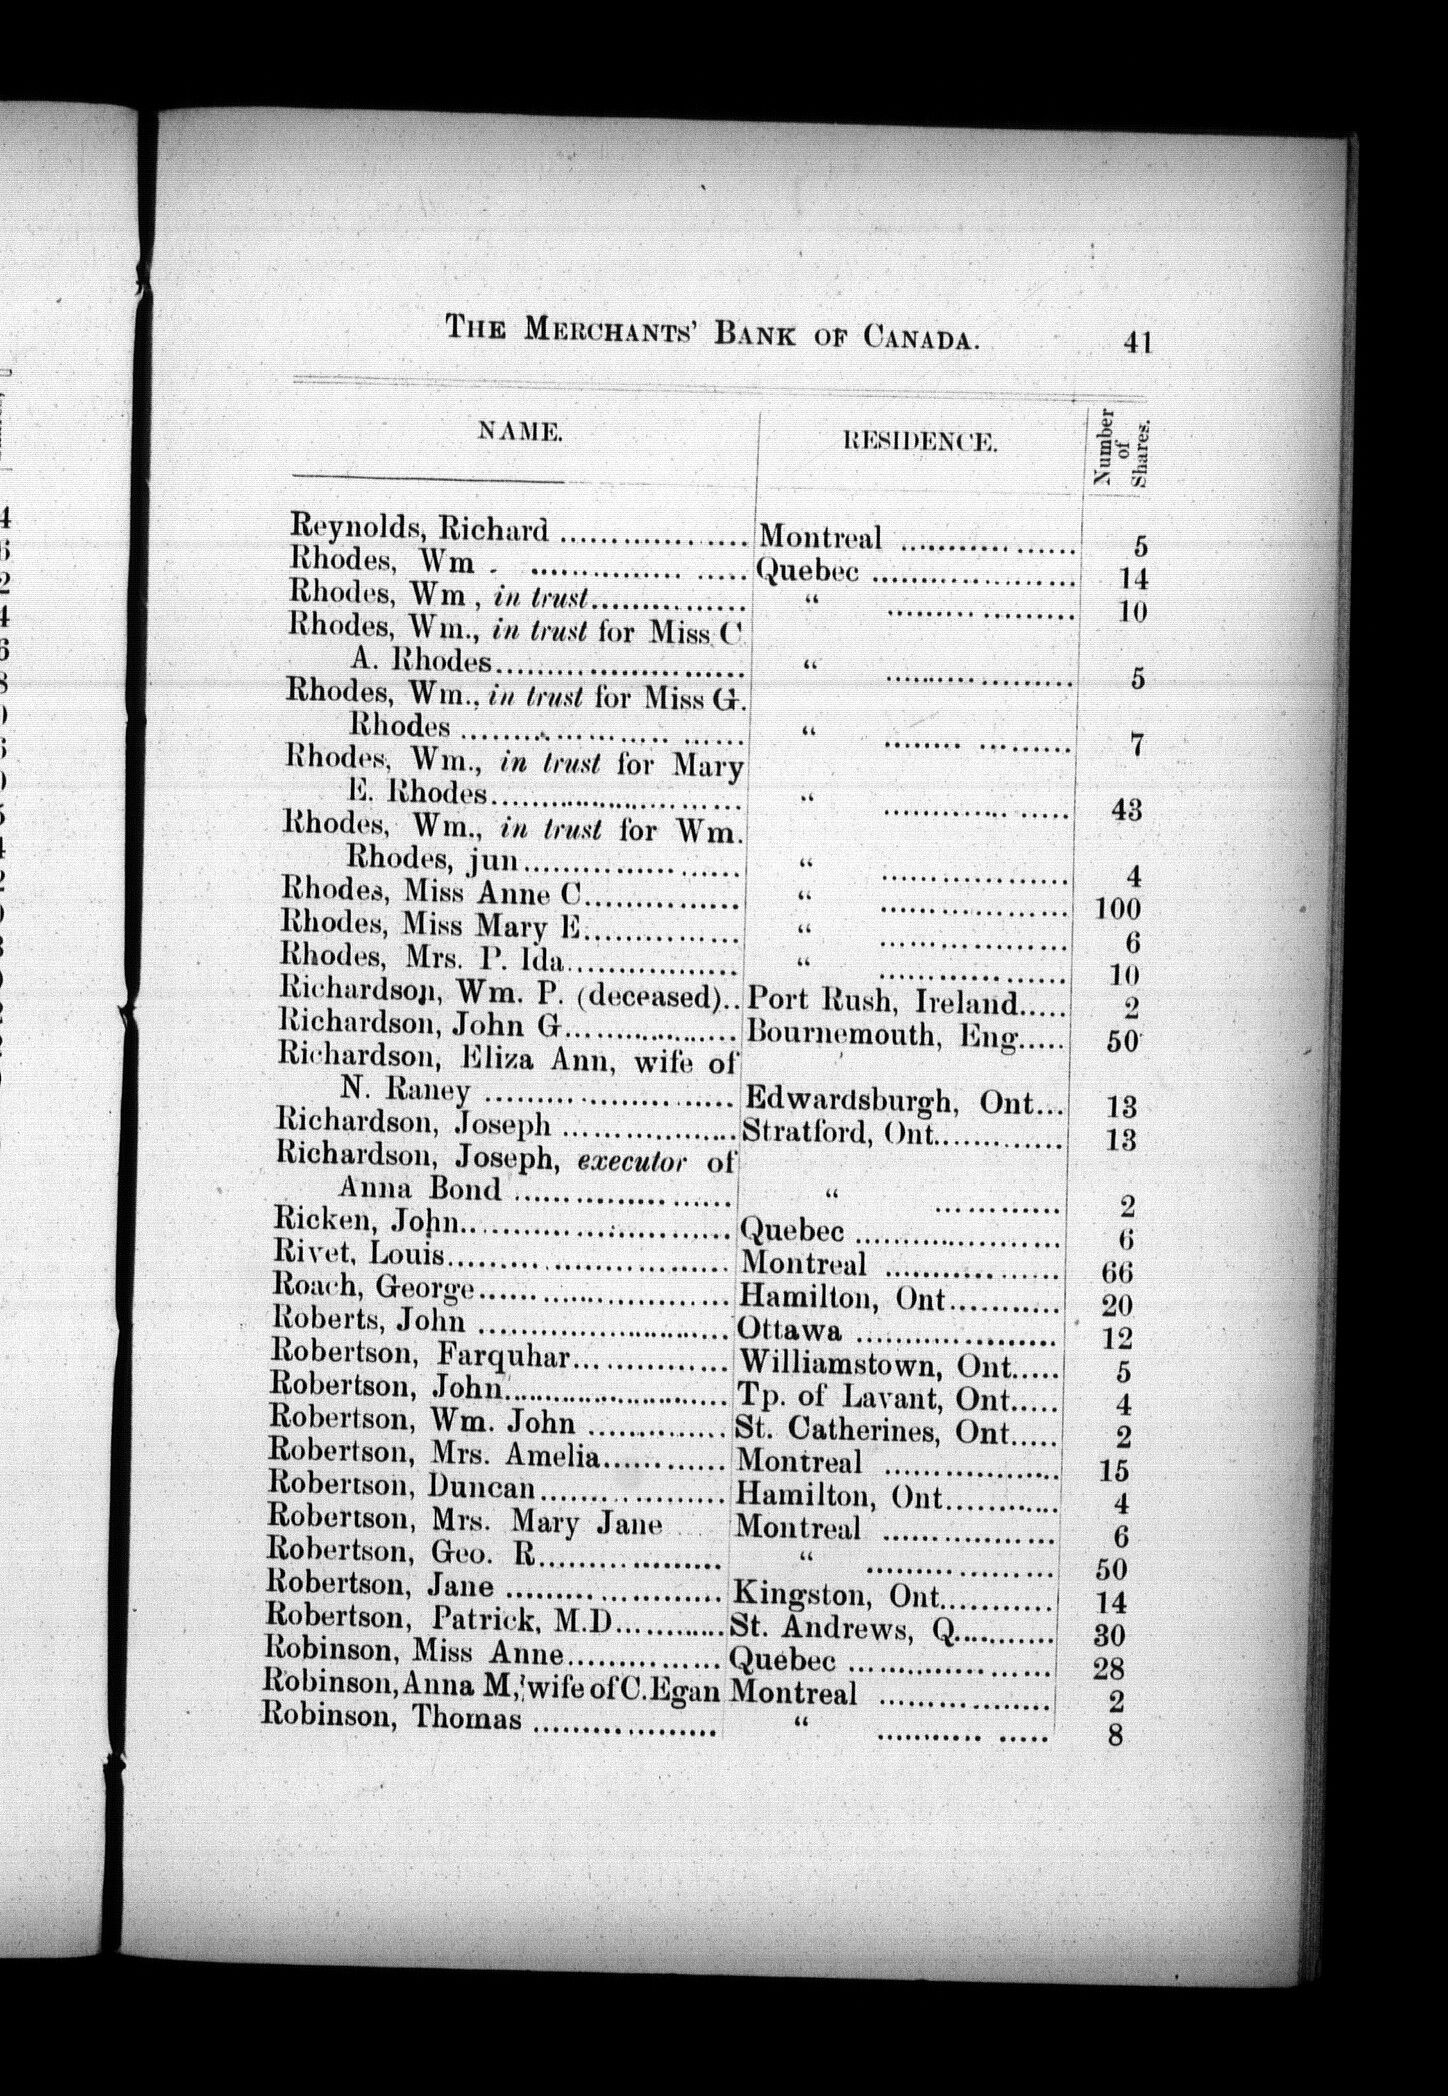 THE MERCHANTS' BANK OF CANADA. 41
NAME. RESIDENCE. Number of Shares.
Reynolds, Richard .................. Montreal ................ 5
Rhodes, Wm . .................... Quebec .................... 14
Rhodes, Wm , in trust............... “ .................. 10
Rhodes, Wm., in trust for Miss C
A. Rhodes........................ “ .................. 5
Rhodes, Wm., in trust for Miss G.
Rhodes ........................ “ ................. 7
Rhodes, Wm., in trust for Mary
E. Rhodes........................ “ .................. 43
Rhodes, Wm., in trust for Wm.
Rhodes, jun..................... “ .................. 4
Rhodes, Miss Anne C............... “ .................. 100
Rhodes, Miss Mary E............... “ .................. 6
Rhodes, Mrs. P. Ida................. “ .................. 10
Richardson, Wm. P. (deceased).. Port Rush, Ireland..... 2
Richardson, John G................. Bournemouth, Eng..... 50
Richardson, Eliza Ann, wife of
N. Raney ........................ Edwardsburgh, Ont... 13
Richardson, Joseph ................. Stratford, Ont............. 13
Richardson, Joseph, executor of
Anna Bond ..................... “ ............ 2
Ricken, John.......................... Quebec .................... 6
Rivet, Louis........................... Montreal ................. 66
Roach, George........................ Hamilton, Ont........... 20
Roberts, John ........................ Ottawa .................... 12
Robertson, Farquhar............... Williamstown, Ont..... 5
Robertson, John...................... Tp. of Lavant, Ont..... 4
Robertson, Wm. John .............. St. Catherines, Ont..... 2
Robertson, Mrs. Amelia............ Montreal .................. 15
Robertson, Duncan.................. Hamilton, Ont............ 4
Robertson, Mrs. Mary Jane Montreal ................. 6
Robertson, Geo. R.................. “ .................. 50
Robertson, Jane ..................... Kingston, Ont........... 14
Robertson, Patrick, M.D........... St. Andrews, Q........... 30
Robinson, Miss Anne............... Quebec .................... 28
Robinson, Anna M, wife of C. Egan Montreal ................. 2
Robinson, Thomas .................. “ ................ 8